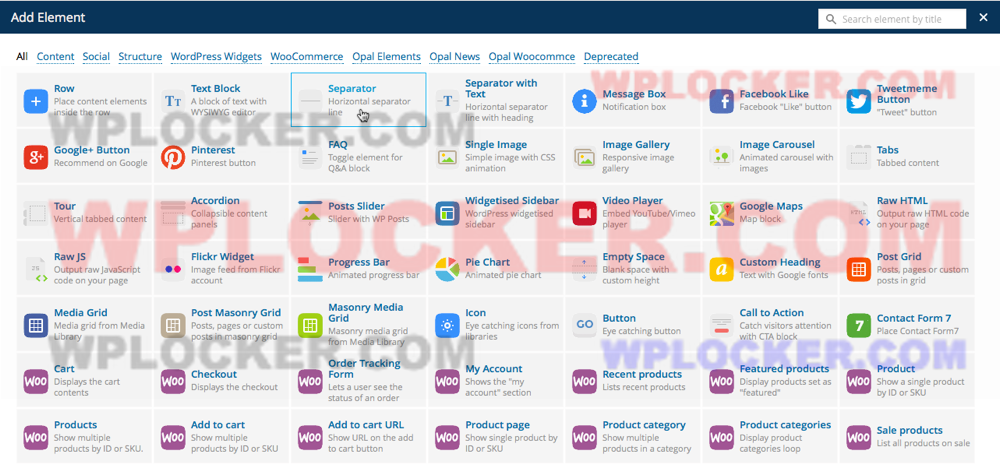 Add Element
Search element by title
All Content Social Structure WordPress Widgets WooCommerce Opal Elements Opal News Opal Woocommce Deprecated
Row
Place content elements
inside the row
Text Block
A block of text with
WYSIWYG editor
Separator
Horizontal separator
line
Separator with
Text
Horizontal separator
line with heading
Message Box
Notification box
Facebook Like
Facebook "Like" button
Tweetmeme
Button
"Tweet" button
Google+ Button
Recommend on Google
Pinterest
Pinterest button
FAQ
Toggle element for
Q&A block
Single Image
Simple image with CSS
animation
Image Gallery
Responsive image
gallery
Image Carousel
Animated carousel with
images
Tabs
Tabbed content
Tour
Vertical tabbed content
Accordion
Collapsible content
panels
Posts Slider
Slider with WP Posts
Widgetised Sidebar
WordPress widgetised
sidebar
Video Player
Embed YouTube/Vimeo
player
Google Maps
Map block
Raw HTML
Output raw HTML code
on your page
Raw JS
Output raw JavaScript
code on your page
Flickr Widget
Image feed from Flickr
account
Progress Bar
Animated progress bar
Pie Chart
Animated pie chart
Empty Space
Blank space with
custom height
Custom Heading
Text with Google fonts
Post Grid
Posts, pages or custom
posts in grid
Media Grid
Media grid from Media
Library
Post Masonry Grid
Posts, pages or custom
posts in masonry grid
Masonry Media
Grid
Masonry media grid
from Media Library
Icon
Eye catching icons from
libraries
GO
Button
Eye catching button
Call to Action
Catch visitors attention
with CTA block
7
Contact Form 7
Place Contact Form7
Woo
Cart
Displays the cart
contents
Woo
Checkout
Displays the checkout
Woo
Order Tracking
Form
Lets a user see the
status of an order
Woo
My Account
Shows the "my
account" section
Woo
Recent products
Lists recent products
Woo
Featured products
Display products set as
"featured"
Woo
Product
Show a single product
by ID or SKU
Woo
Products
Show multiple
products by ID or SKU.
Woo
Add to cart
Show multiple
products by ID or SKU
Woo
Add to cart URL
Show URL on the add
to cart button
Woo
Product page
Show single product by
ID or SKU
Woo
Product category
Show multiple
products in a category
Woo
Product categories
Display product
categories loop
Woo
Sale products
List all products on sale
WPLOCKER.COM
WPLOCKER.COM
WPLOCKER.COM
WPLOCKER.COM
WPLOCKER.COM